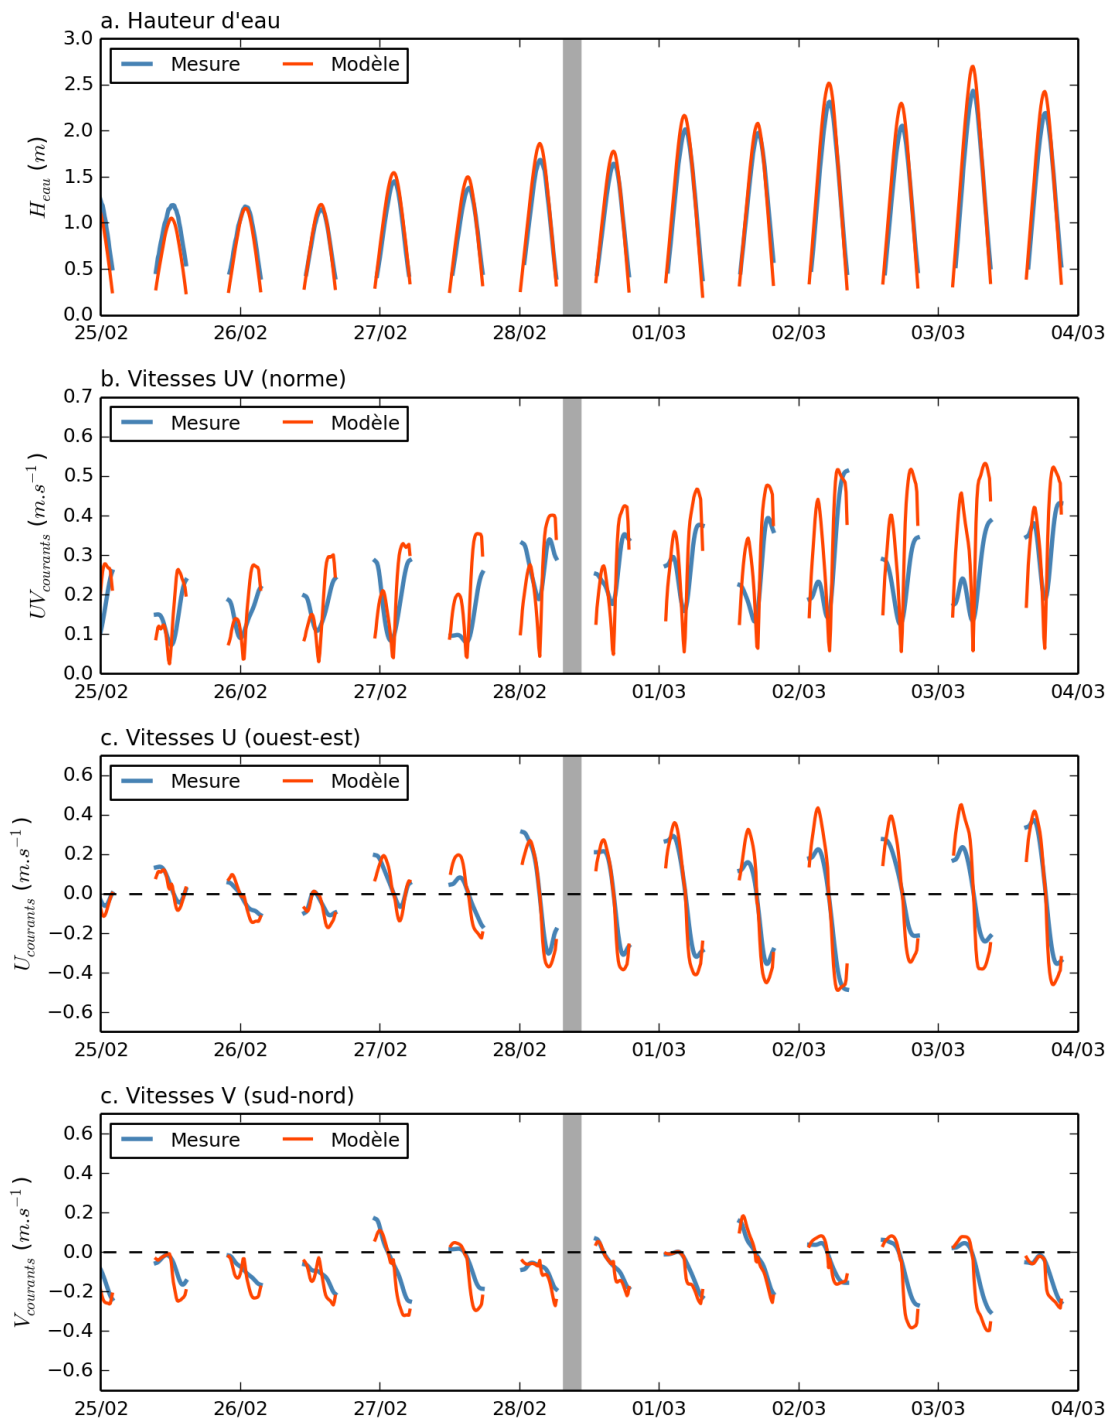 a. Hauteur d'eau
Mesure Modèle
3.0
2.5
2.0
1.5
1.0
0.5
0.0
H_eau (m)
25/02 26/02 27/02 28/02 01/03 02/03 03/03 04/03
b. Vitesses UV (norme)
Mesure Modèle
0.7
0.6
0.5
0.4
0.3
0.2
0.1
0.0
UV_courants (m.s⁻¹)
25/02 26/02 27/02 28/02 01/03 02/03 03/03 04/03
c. Vitesses U (ouest-est)
Mesure Modèle
0.6
0.4
0.2
0.0
−0.2
−0.4
−0.6
U_courants (m.s⁻¹)
25/02 26/02 27/02 28/02 01/03 02/03 03/03 04/03
c. Vitesses V (sud-nord)
Mesure Modèle
0.6
0.4
0.2
0.0
−0.2
−0.4
−0.6
V_courants (m.s⁻¹)
25/02 26/02 27/02 28/02 01/03 02/03 03/03 04/03